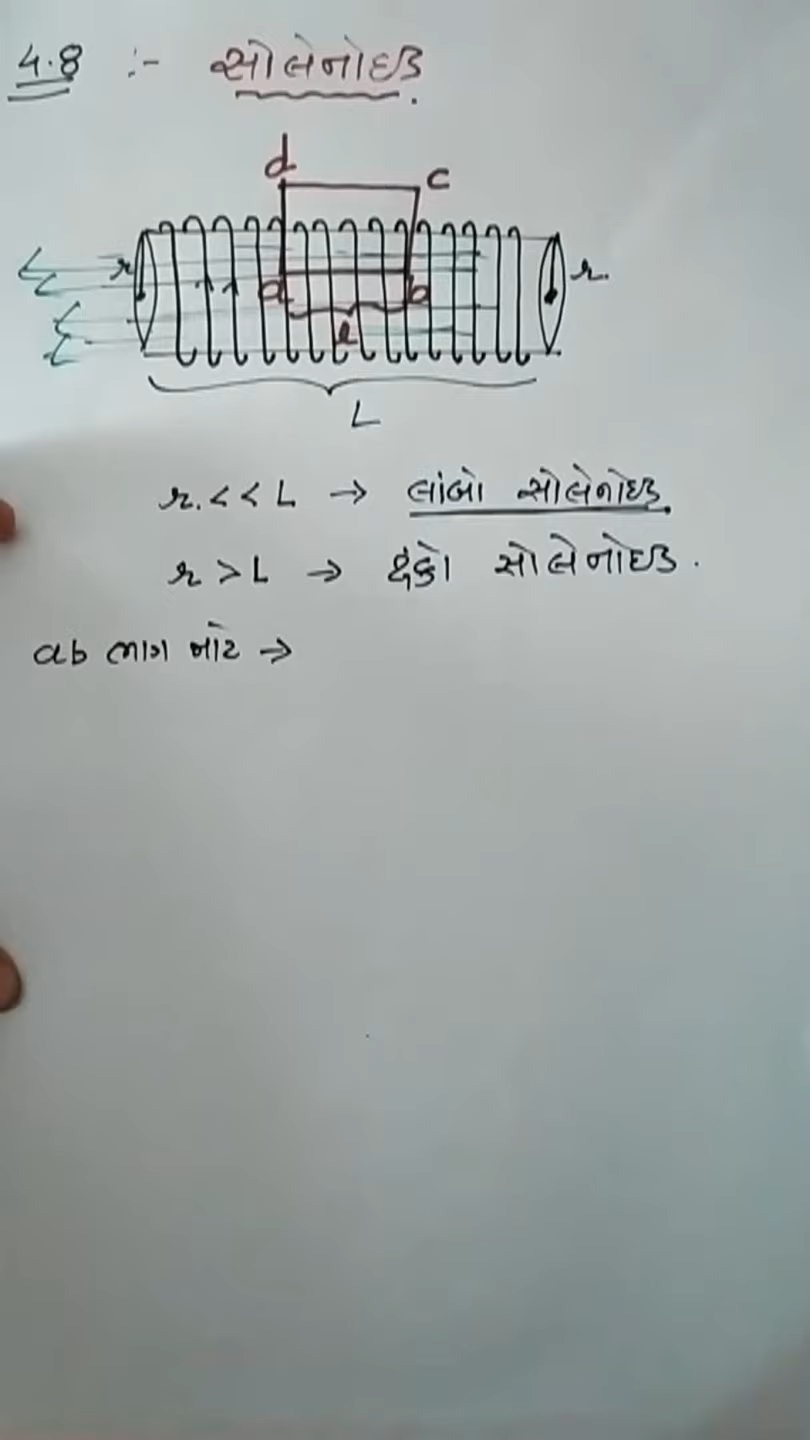 4.8 :- સોલેનોઇડ.
d c
r r.
a b
l
L
r. << L → લાંબો સોલેનોઇડ.
r > L → ટૂંકો સોલેનોઇડ.
ab ભાગ માટે →